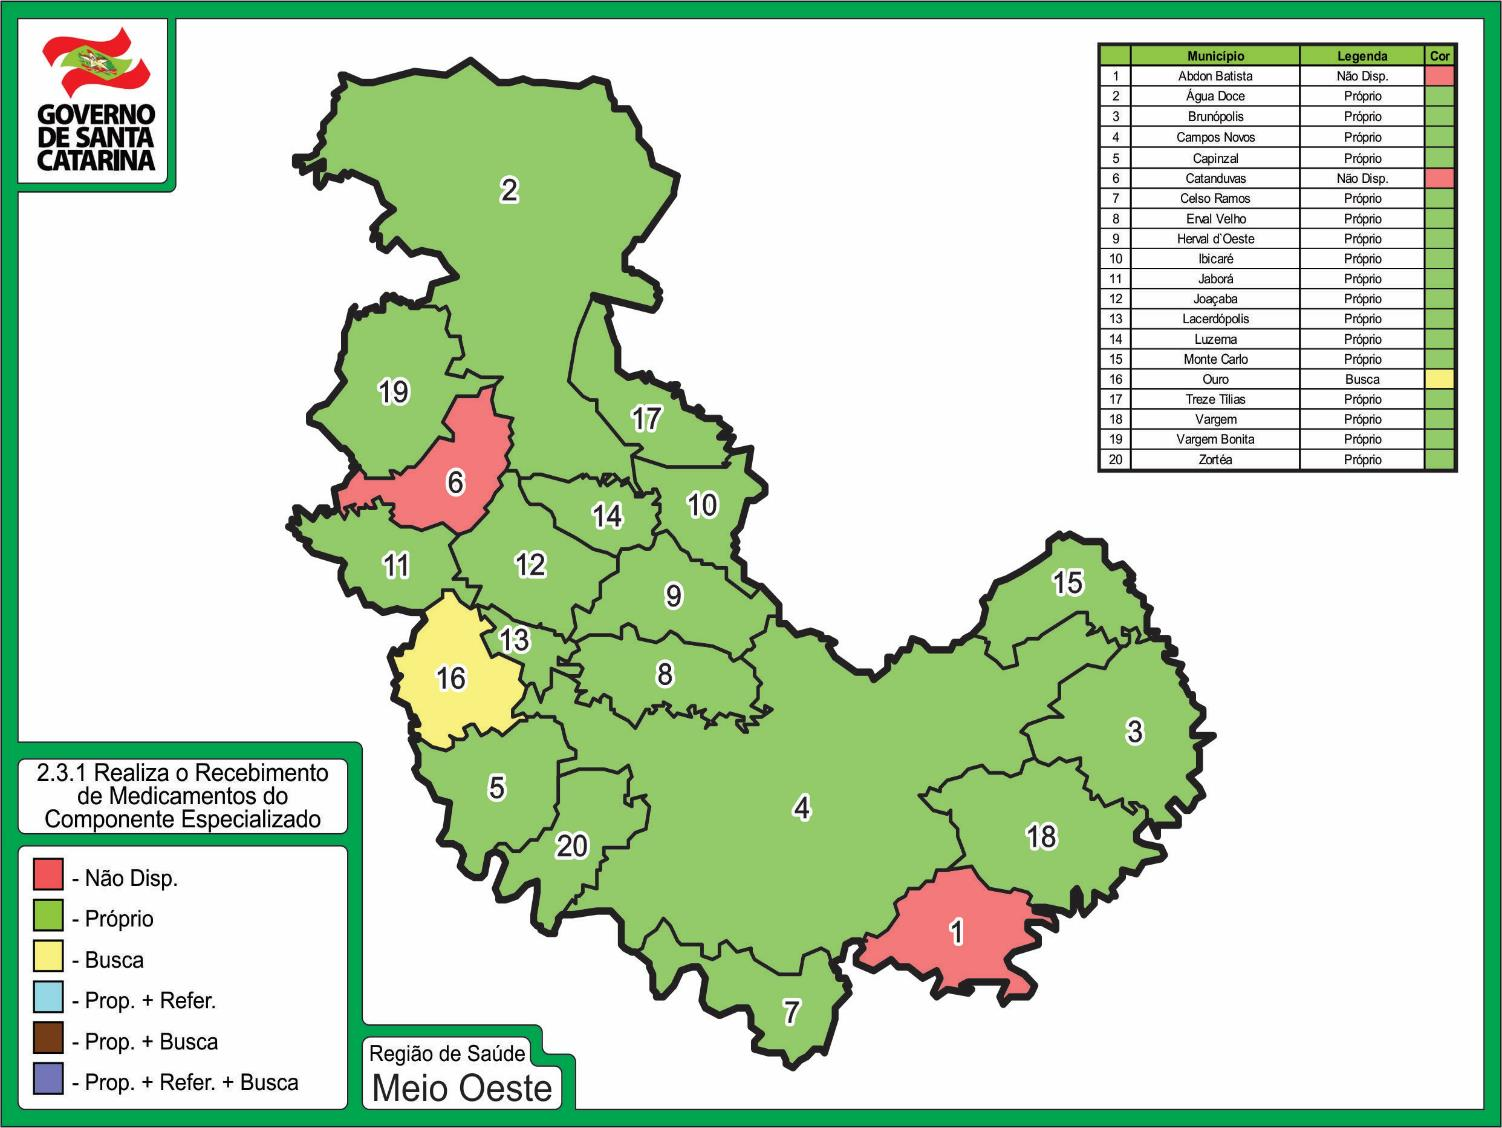 GOVERNO
DE SANTA
CATARINA
Município Legenda Cor
1 Abdon Batista Não Disp.
2 Água Doce Próprio
3 Brunópolis Próprio
4 Campos Novos Próprio
5 Capinzal Próprio
6 Catanduvas Não Disp.
7 Celso Ramos Próprio
8 Erval Velho Próprio
9 Herval d`Oeste Próprio
10 Ibicaré Próprio
11 Jaborá Próprio
12 Joaçaba Próprio
13 Lacerdópolis Próprio
14 Luzerna Próprio
15 Monte Carlo Próprio
16 Ouro Busca
17 Treze Tílias Próprio
18 Vargem Próprio
19 Vargem Bonita Próprio
20 Zortéa Próprio
2
19
17
6
10
14
11
12
15
9
13
8
16
3
5
4
18
20
1
7
2.3.1 Realiza o Recebimento
de Medicamentos do
Componente Especializado
- Não Disp.
- Próprio
- Busca
- Prop. + Refer.
- Prop. + Busca
- Prop. + Refer. + Busca
Região de Saúde
Meio Oeste